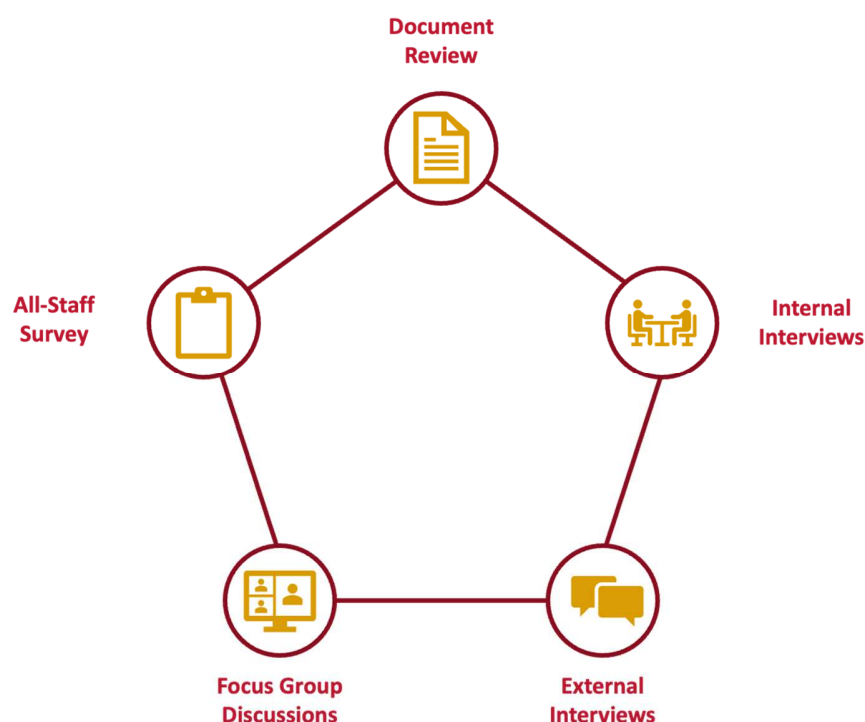 Document
Review
All-Staff
Survey
Internal
Interviews
Focus Group
Discussions
External
Interviews